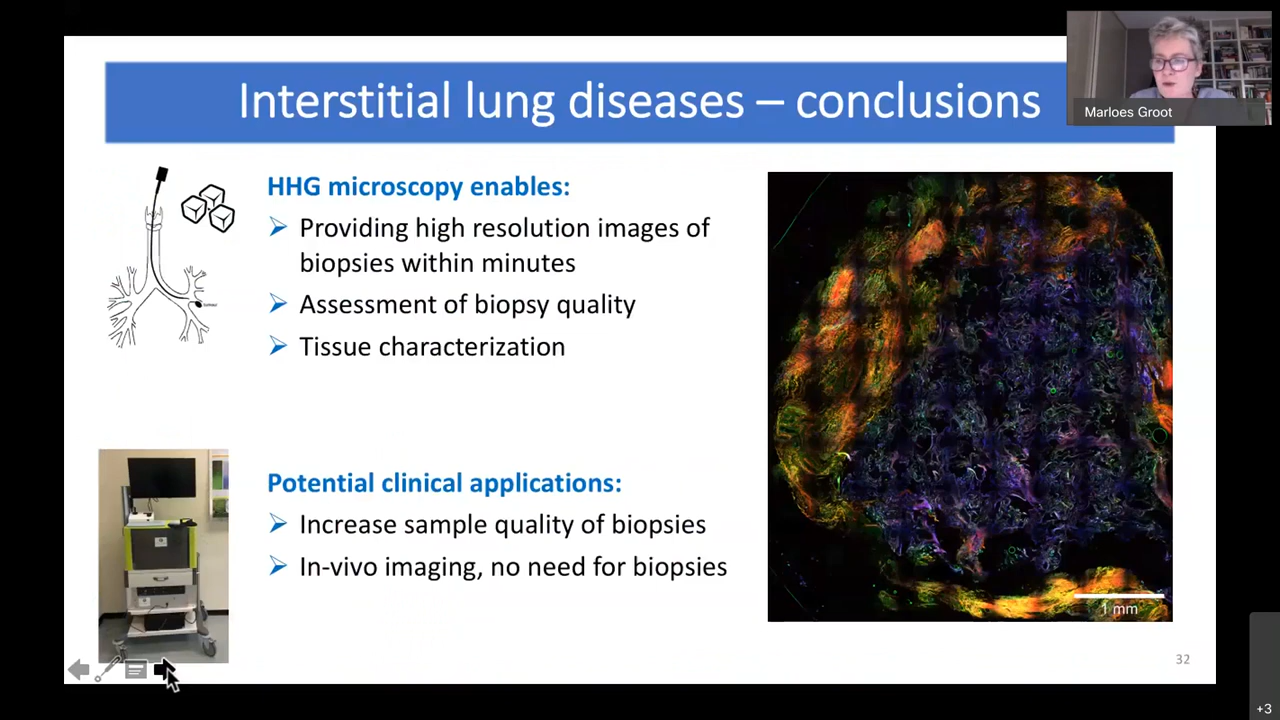 Interstitial lung diseases – conclusions
Marloes Groot
HHG microscopy enables:
Providing high resolution images of
biopsies within minutes
Assessment of biopsy quality
Tissue characterization
Potential clinical applications:
Increase sample quality of biopsies
In-vivo imaging, no need for biopsies
1 mm
32
+3